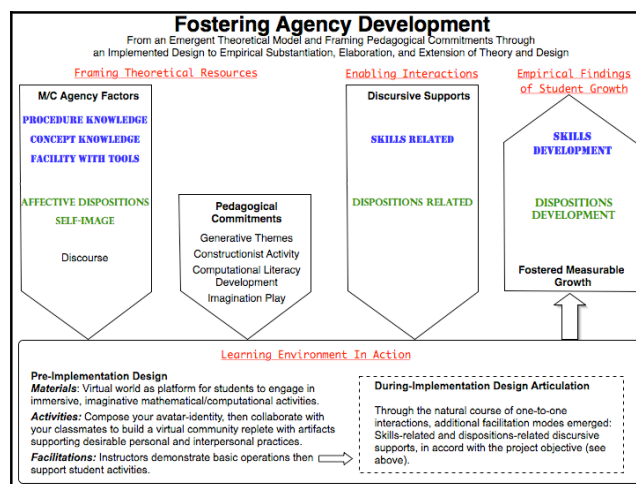 Fostering Agency Development
From an Emergent Theoretical Model and Framing Pedagogical Commitments Through
an Implemented Design to Empirical Substantiation, Elaboration, and Extension of Theory and Design
Framing Theoretical Resources
M/C Agency Factors
PROCEDURE KNOWLEDGE
CONCEPT KNOWLEDGE
FACILITY WITH TOOLS
AFFECTIVE DISPOSITIONS
SELF-IMAGE
Discourse
Pedagogical
Commitments
Generative Themes
Constructionist Activity
Computational Literacy
Development
Imagination Play
Enabling Interactions
Discursive Supports
SKILLS RELATED
DISPOSITIONS RELATED
Empirical Findings
of Student Growth
SKILLS
DEVELOPMENT
DISPOSITIONS
DEVELOPMENT
Fostered Measurable
Growth
Learning Environment In Action
Pre-Implementation Design
Materials: Virtual world as platform for students to engage in
immersive, imaginative mathematical/computational activities.
Activities: Compose your avatar-identity, then collaborate with
your classmates to build a virtual community replete with artifacts
supporting desirable personal and interpersonal practices.
Facilitations: Instructors demonstrate basic operations then
support student activities.
During-Implementation Design Articulation
Through the natural course of one-to-one
interactions, additional facilitation modes emerged:
Skills-related and dispositions-related discursive
supports, in accord with the project objective (see
above).